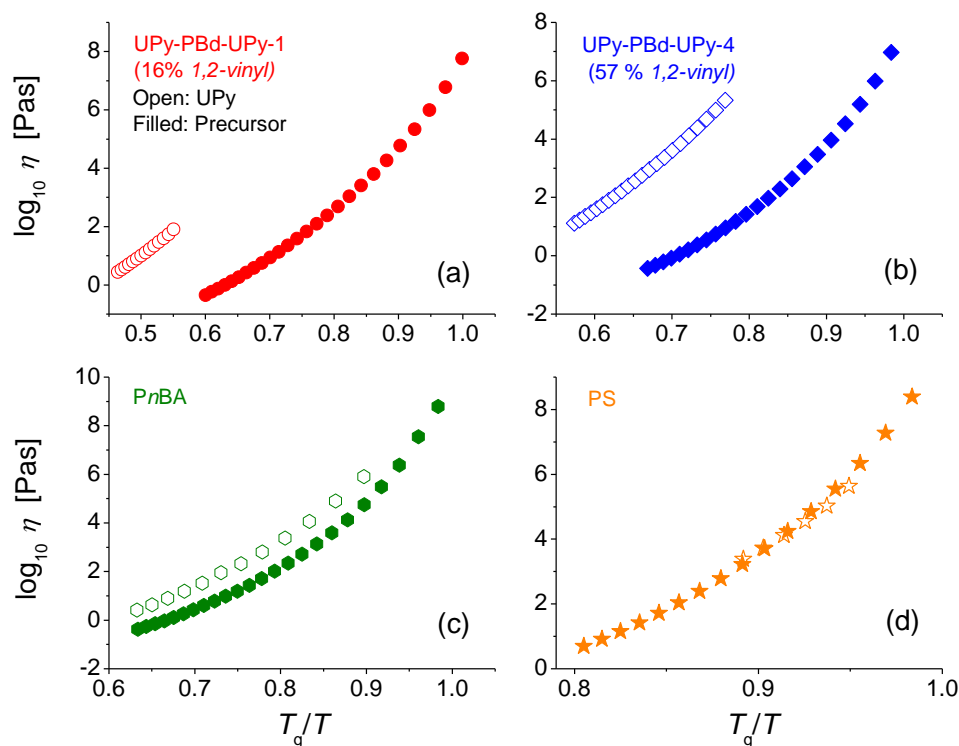 UPy-PBd-UPy-1
(16% 1,2-vinyl)
Open: UPy
Filled: Precursor
(a)
log₁₀ η [Pas]
8
6
4
2
0
0.5 0.6 0.7 0.8 0.9 1.0
UPy-PBd-UPy-4
(57 % 1,2-vinyl)
(b)
8
6
4
2
0
-2
0.6 0.7 0.8 0.9 1.0
PnBA
(c)
log₁₀ η [Pas]
10
8
6
4
2
0
-2
0.6 0.7 0.8 0.9 1.0
T_g/T
PS
(d)
8
6
4
2
0
0.8 0.9 1.0
T_g/T